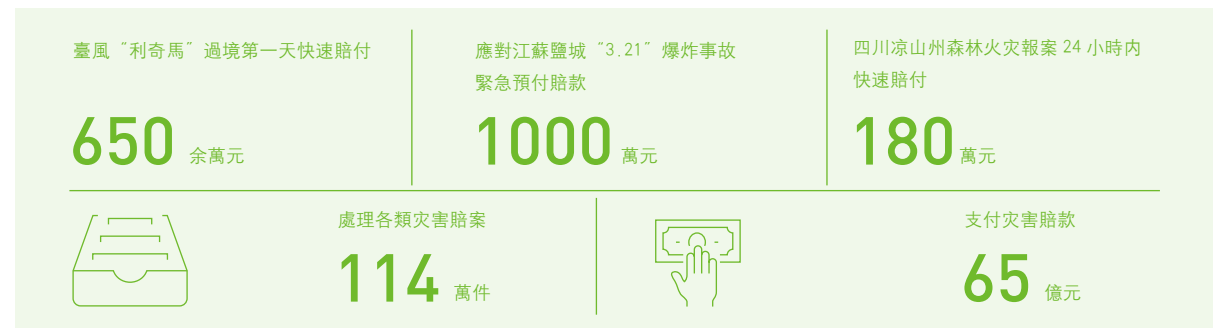 臺風“利奇馬”過境第一天快速賠付
650 余萬元
應對江蘇鹽城“3.21”爆炸事故
緊急預付賠款
1000 萬元
四川凉山州森林火灾報案 24 小時内
快速賠付
180 萬元
處理各類灾害賠案
114 萬件
支付灾害賠款
65 億元